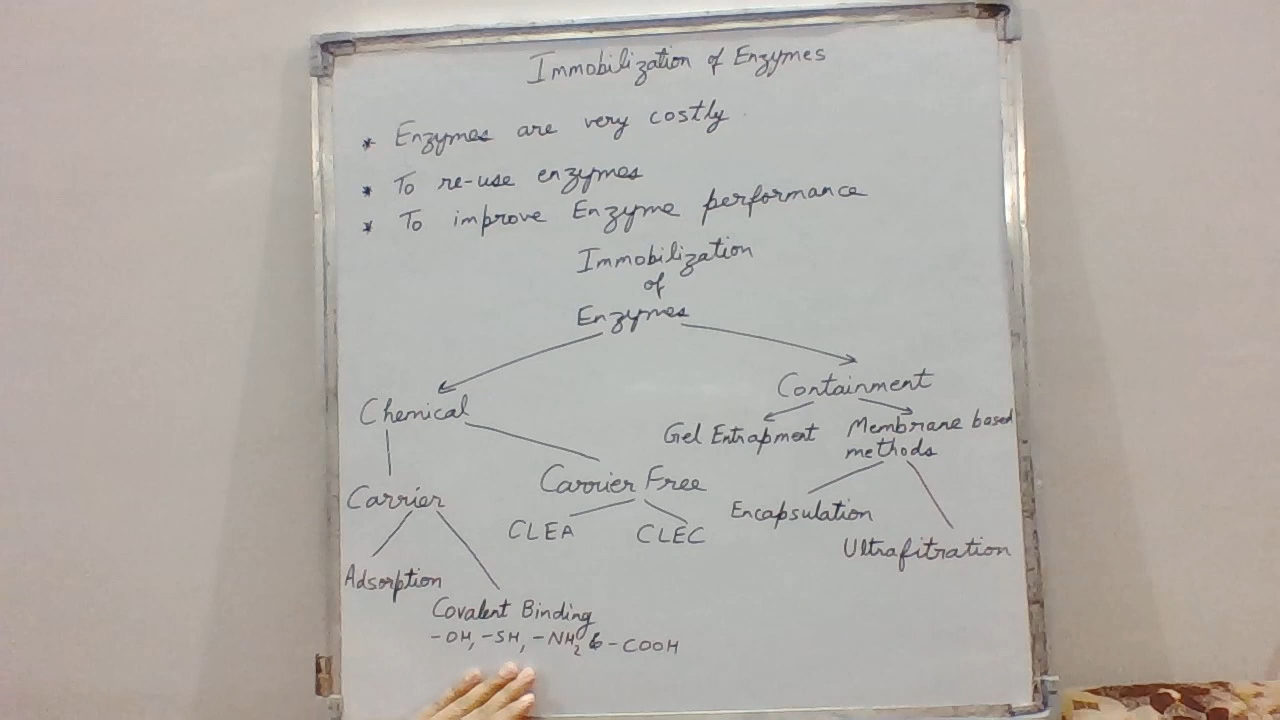 Immobilization of Enzymes
* Enzymes are very costly
* To re-use enzymes
* To improve Enzyme performance
Immobilization
of
Enzymes
Chemical
Containment
Gel Entrapment
Membrane based
methods
Carrier
Carrier Free
CLEA
CLEC
Encapsulation
Ultrafitration
Adsorption
Covalent Binding
-OH, -SH, -NH₂ & -COOH